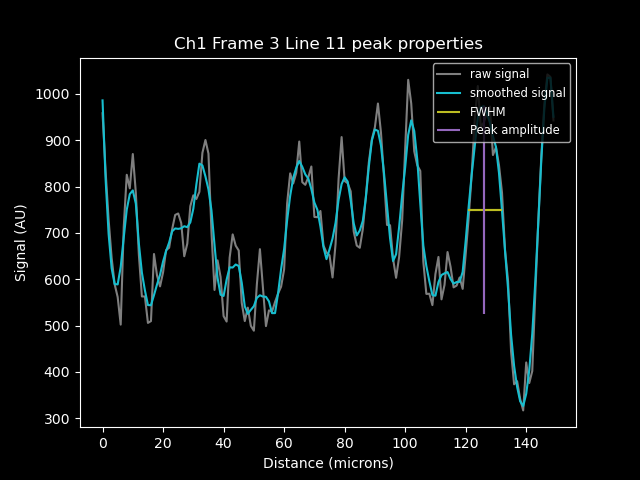 Ch1 Frame 3 Line 11 peak properties
raw signal
smoothed signal
FWHM
Peak amplitude
Signal (AU)
1000
900
800
700
600
500
400
300
0 20 40 60 80 100 120 140
Distance (microns)